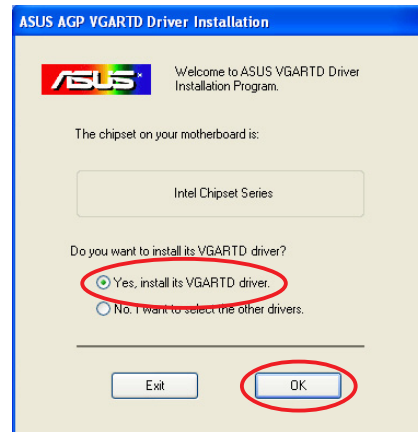 ASUS AGP VGARTD Driver Installation
ASUS
Welcome to ASUS VGARTD Driver
Installation Program.
The chipset on your motherboard is:
Intel Chipset Series
Do you want to install its VGARTD driver?
Yes, install its VGARTD driver.
No. I want to select the other drivers.
Exit
OK